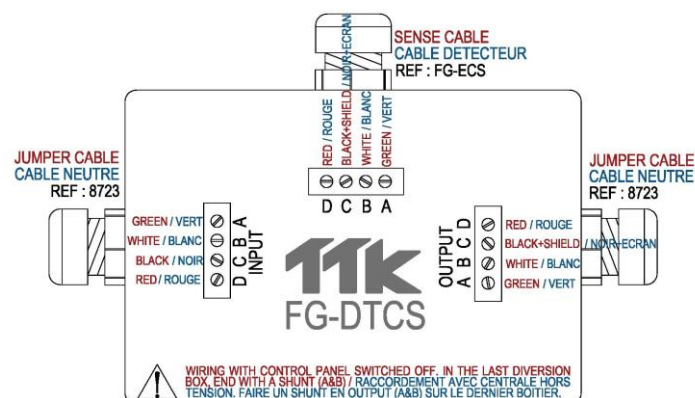 SENSE CABLE
CABLE DETECTEUR
REF : FG-ECS
RED / ROUGE
BLACK+SHIELD / NOIR+ECRAN
WHITE / BLANC
GREEN / VERT
D C B A
JUMPER CABLE
CABLE NEUTRE
REF : 8723
GREEN / VERT
WHITE / BLANC
BLACK / NOIR
RED / ROUGE
A
B
C
D
INPUT
TTK
FG-DTCS
OUTPUT
D
C
B
A
RED / ROUGE
BLACK+SHIELD / NOIR+ECRAN
WHITE / BLANC
GREEN / VERT
JUMPER CABLE
CABLE NEUTRE
REF : 8723
WIRING WITH CONTROL PANEL SWITCHED OFF. IN THE LAST DIVERSION
BOX, END WITH A SHUNT (A&B) / RACCORDEMENT AVEC CENTRALE HORS
TENSION. FAIRE UN SHUNT EN OUTPUT (A&B) SUR LE DERNIER BOITIER.